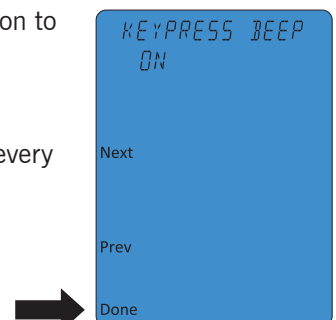 on to
KEYPRESS BEEP
ON
every
Next
Prev
Done